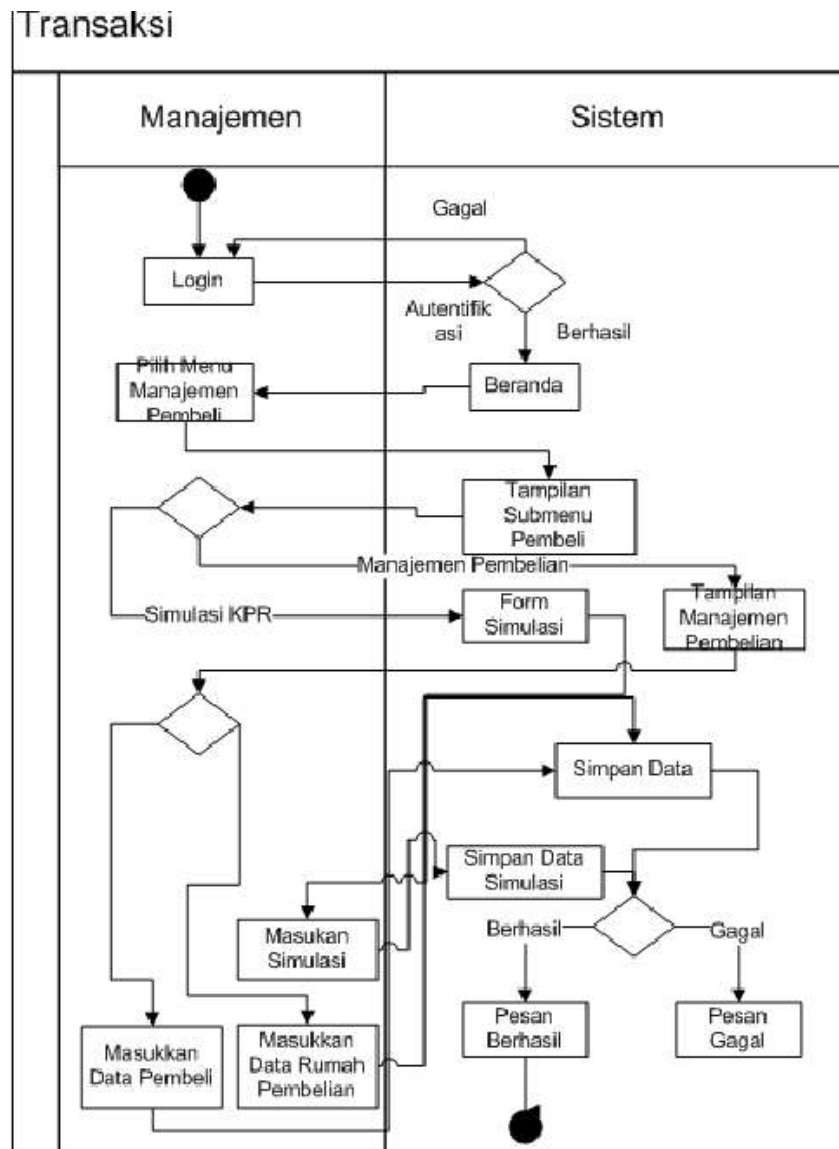 Transaksi
Manajemen
Sistem
Gagal
Login
Autentifik
asi
Berhasil
Pilih Menu
Manajemen
Pembeli
Beranda
Tampilan
Submenu
Pembeli
Manajemen Pembelian
Simulasi KPR
Form
Simulasi
Tampilan
Manajemen
Pembelian
Simpan Data
Simpan Data
Simulasi
Masukan
Simulasi
Berhasil
Gagal
Pesan
Berhasil
Pesan
Gagal
Masukkan
Data Pembeli
Masukkan
Data Rumah
Pembelian